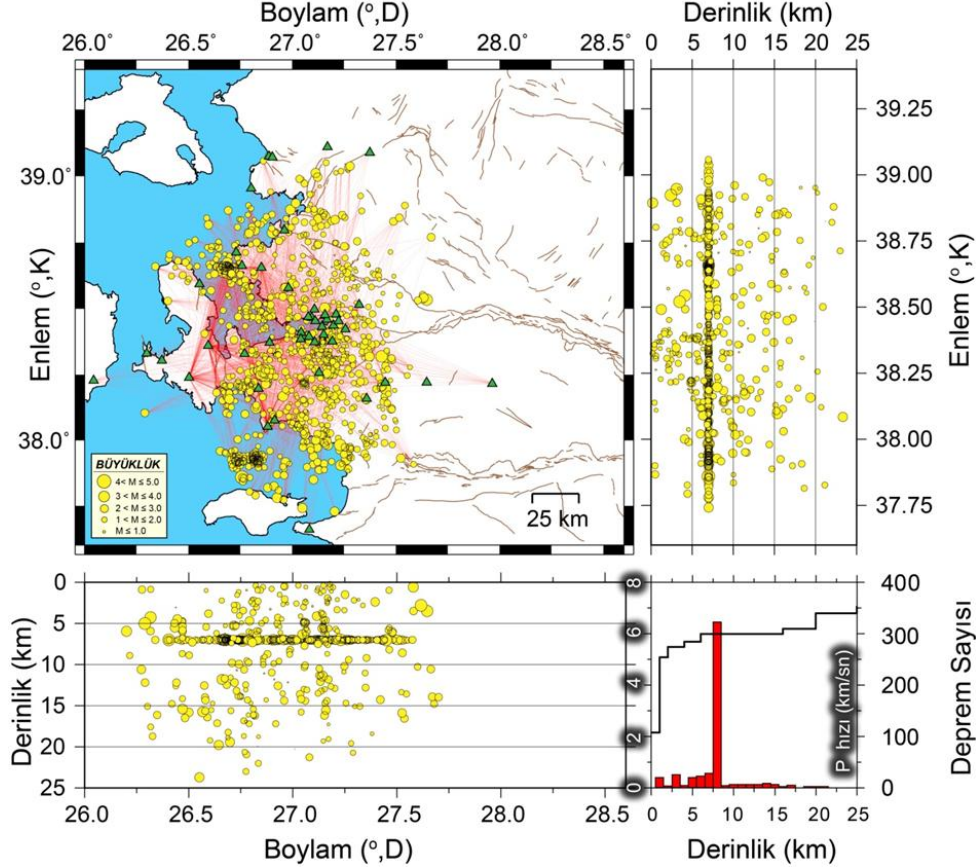 Boylam (°,D)
26.0 26.5 27.0 27.5 28.0 28.5
Derinlik (km)
0 5 10 15 20 25
39.0°
38.0°
Enlem (°,K)
39.25
39.00
38.75
38.50
38.25
38.00
37.75
Enlem (°,K)
BÜYÜKLÜK
4< M ≤ 5.0
3 < M ≤ 4.0
2 < M ≤ 3.0
1 < M ≤ 2.0
M ≤ 1.0
25 km
0
5
10
15
20
25
Derinlik (km)
26.0 26.5 27.0 27.5 28.0 28.5
Boylam (°,D)
8
6
4
2
0
P hızı (km/sn)
400
300
200
100
0
Deprem Sayısı
0 5 10 15 20 25
Derinlik (km)